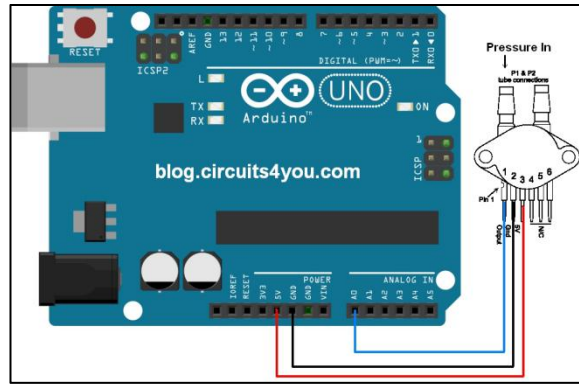 RESET
ICSP2
AREF
GND
13
12
~11
~10
~9
8
7
~6
~5
4
~3
2
TX0▶1
RX0◀0
DIGITAL (PWM=~)
L
TX
RX
Arduino™
UNO
ON
1
ICSP
blog.circuits4you.com
POWER
ANALOG IN
IOREF
RESET
3V3
5V
GND
GND
VIN
A0
A1
A2
A3
A4
A5
Pressure In
P1 & P2
tube connections
1 2 3 4 5 6
Pin 1
Output
Gnd
5V
N/C